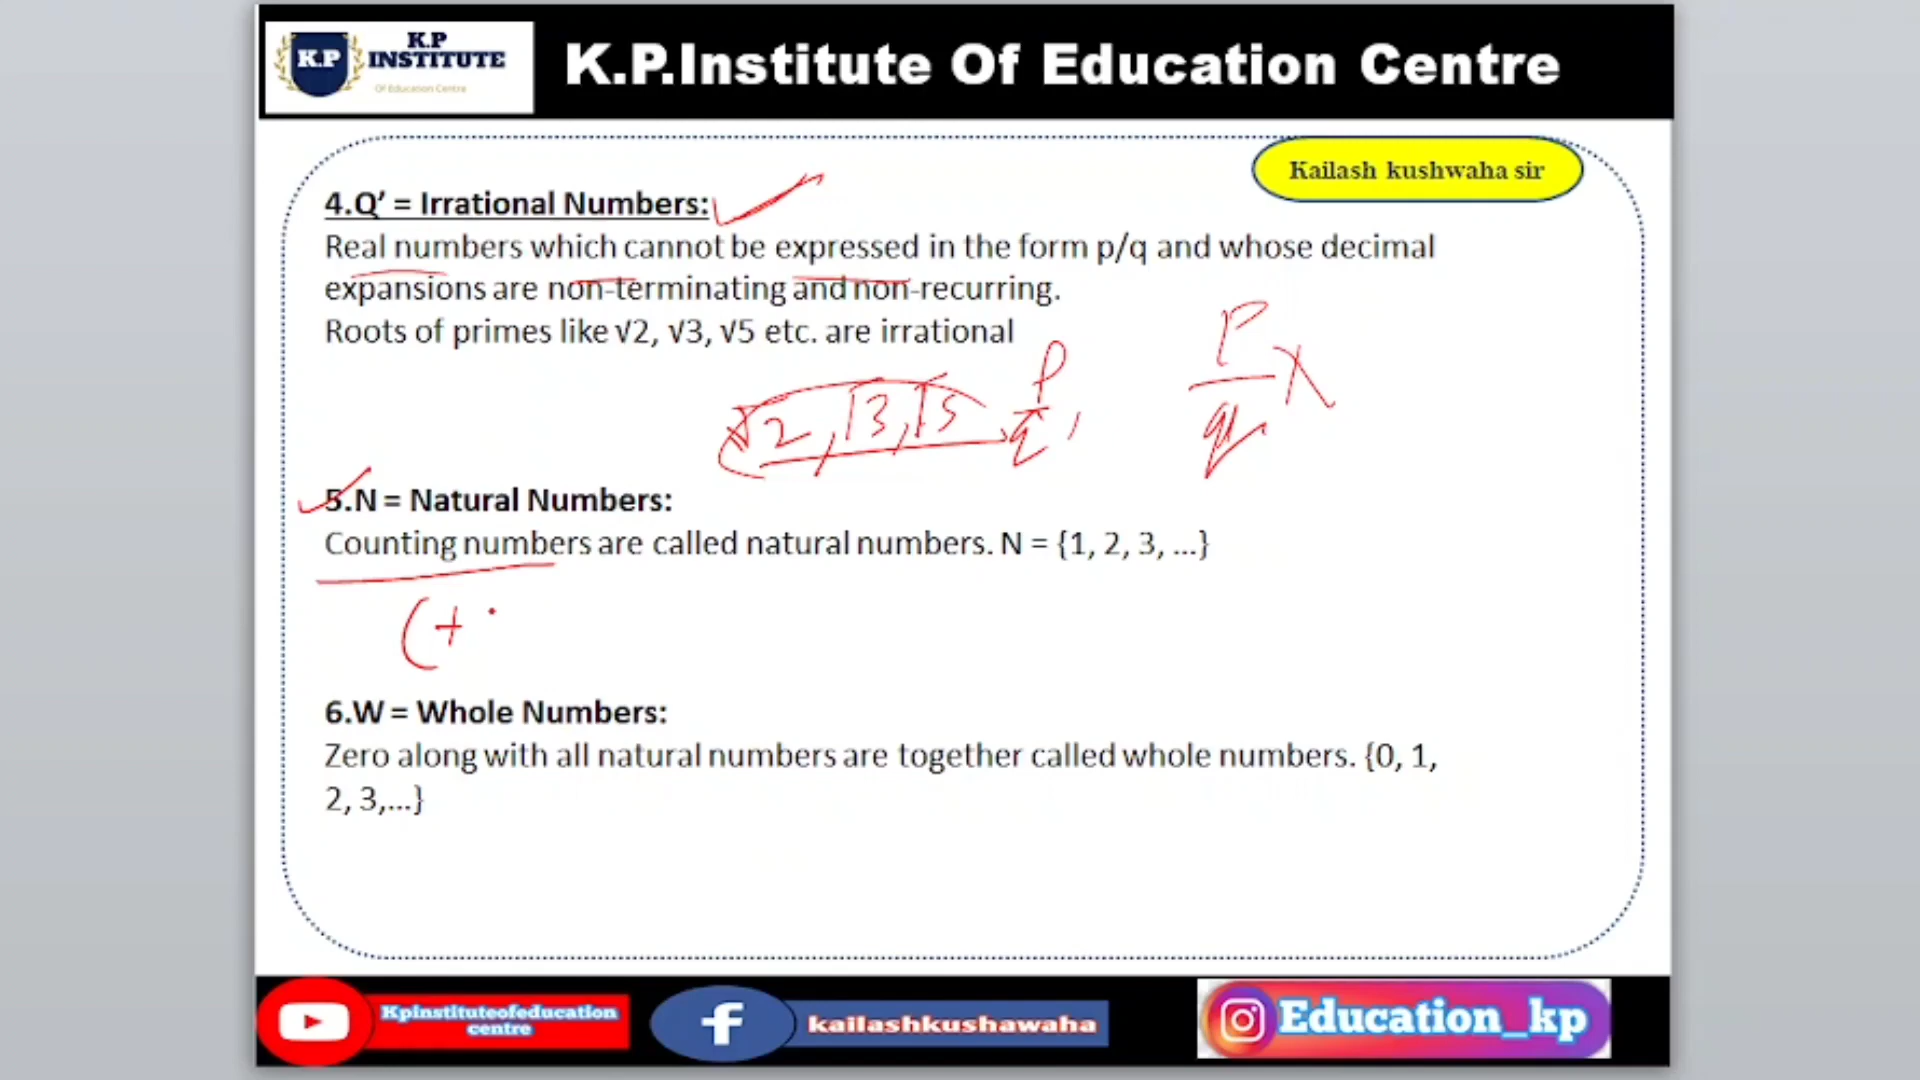 K.P
K.P
INSTITUTE
Of Education Centre
K.P.Institute Of Education Centre
Kailash kushwaha sir
4.Q’ = Irrational Numbers:
Real numbers which cannot be expressed in the form p/q and whose decimal
expansions are non-terminating and non-recurring.
Roots of primes like √2, √3, √5 etc. are irrational
√2, √3, √5 p/q,
p/q
5.N = Natural Numbers:
Counting numbers are called natural numbers. N = {1, 2, 3, ...}
(+
6.W = Whole Numbers:
Zero along with all natural numbers are together called whole numbers. {0, 1,
2, 3,...}
Kpinstituteofeducation
centre
kailashkushawaha
Education_kp